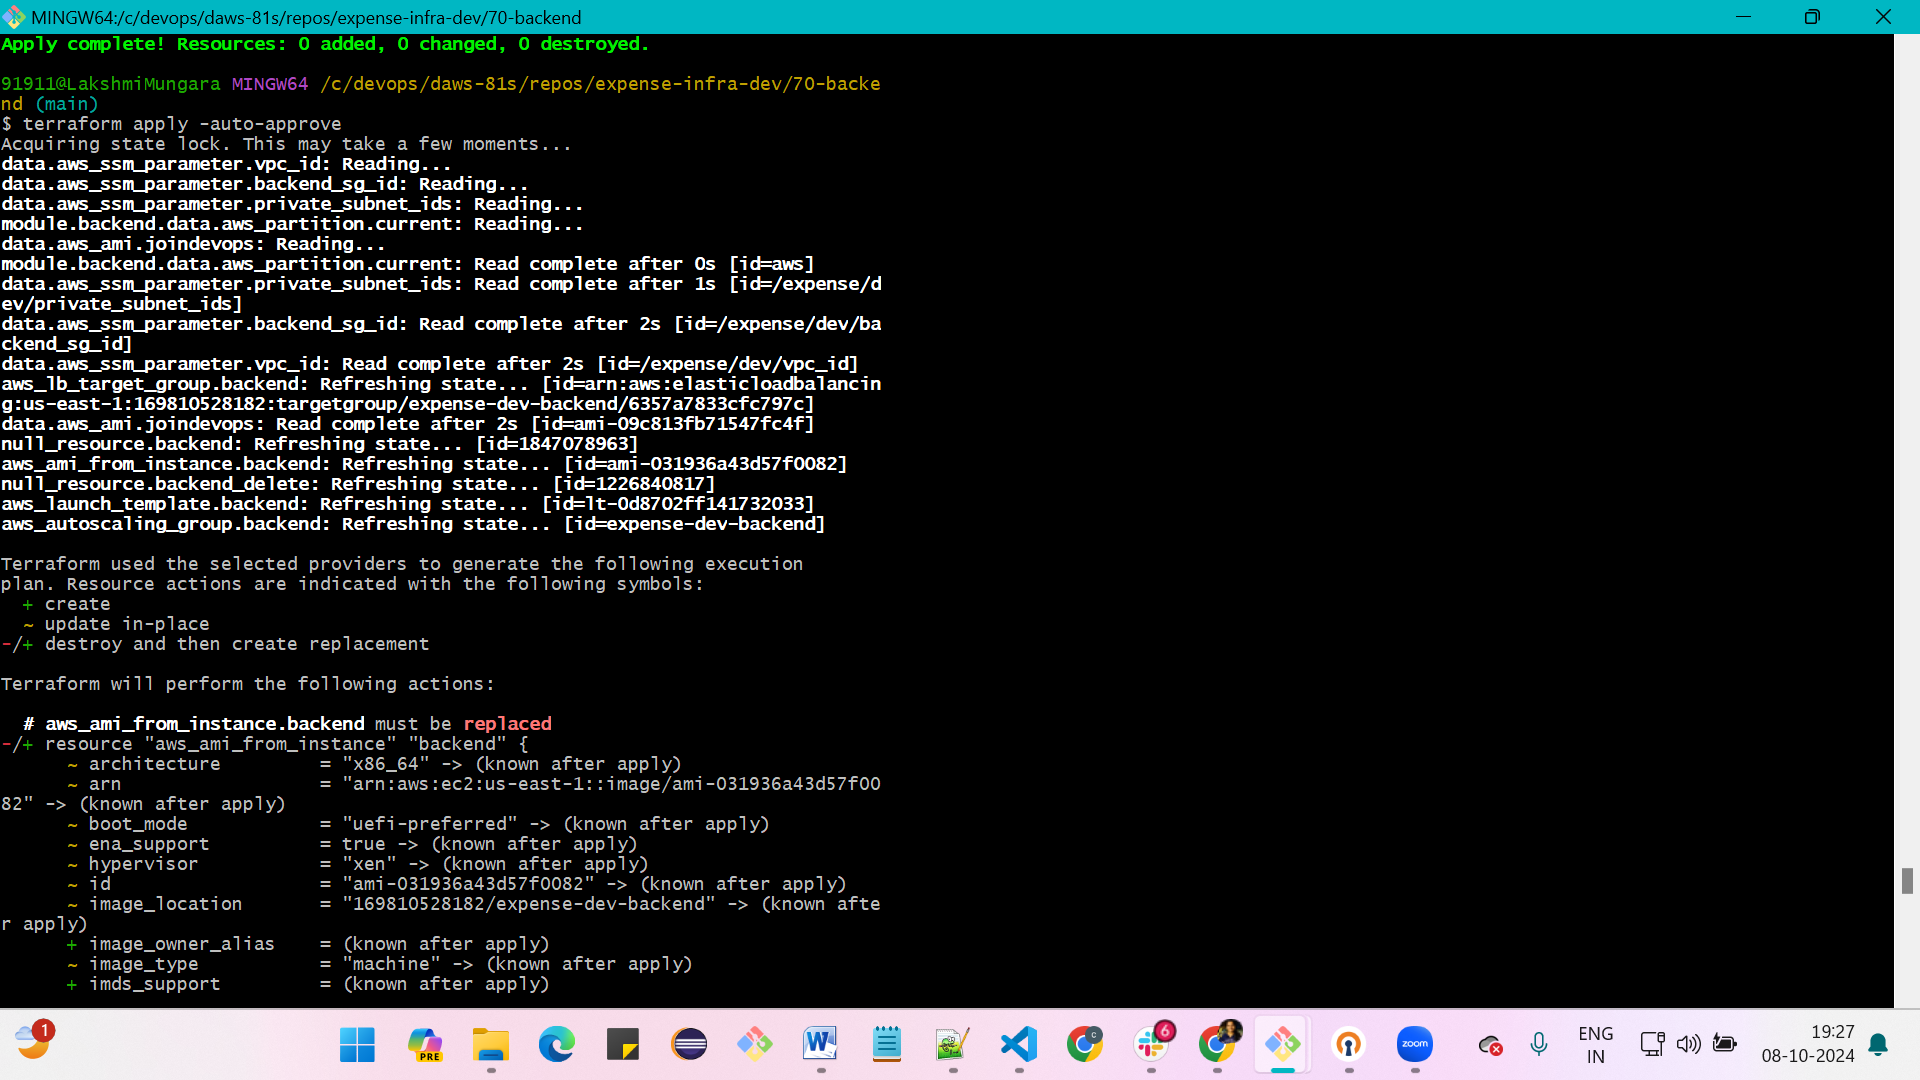 MINGW64:/c/devops/daws-81s/repos/expense-infra-dev/70-backend
Apply complete! Resources: 0 added, 0 changed, 0 destroyed.
91911@LakshmiMungara MINGW64 /c/devops/daws-81s/repos/expense-infra-dev/70-backe
nd (main)
$ terraform apply -auto-approve
Acquiring state lock. This may take a few moments...
data.aws_ssm_parameter.vpc_id: Reading...
data.aws_ssm_parameter.backend_sg_id: Reading...
data.aws_ssm_parameter.private_subnet_ids: Reading...
module.backend.data.aws_partition.current: Reading...
data.aws_ami.joindevops: Reading...
module.backend.data.aws_partition.current: Read complete after 0s [id=aws]
data.aws_ssm_parameter.private_subnet_ids: Read complete after 1s [id=/expense/d
ev/private_subnet_ids]
data.aws_ssm_parameter.backend_sg_id: Read complete after 2s [id=/expense/dev/ba
ckend_sg_id]
data.aws_ssm_parameter.vpc_id: Read complete after 2s [id=/expense/dev/vpc_id]
aws_lb_target_group.backend: Refreshing state... [id=arn:aws:elasticloadbalancin
g:us-east-1:169810528182:targetgroup/expense-dev-backend/6357a7833cfc797c]
data.aws_ami.joindevops: Read complete after 2s [id=ami-09c813fb71547fc4f]
null_resource.backend: Refreshing state... [id=1847078963]
aws_ami_from_instance.backend: Refreshing state... [id=ami-031936a43d57f0082]
null_resource.backend_delete: Refreshing state... [id=1226840817]
aws_launch_template.backend: Refreshing state... [id=lt-0d8702ff141732033]
aws_autoscaling_group.backend: Refreshing state... [id=expense-dev-backend]
Terraform used the selected providers to generate the following execution
plan. Resource actions are indicated with the following symbols:
  + create
  ~ update in-place
-/+ destroy and then create replacement
Terraform will perform the following actions:
  # aws_ami_from_instance.backend must be replaced
-/+ resource "aws_ami_from_instance" "backend" {
      ~ architecture         = "x86_64" -> (known after apply)
      ~ arn                  = "arn:aws:ec2:us-east-1::image/ami-031936a43d57f00
82" -> (known after apply)
      ~ boot_mode            = "uefi-preferred" -> (known after apply)
      ~ ena_support          = true -> (known after apply)
      ~ hypervisor           = "xen" -> (known after apply)
      ~ id                   = "ami-031936a43d57f0082" -> (known after apply)
      ~ image_location       = "169810528182/expense-dev-backend" -> (known afte
r apply)
      + image_owner_alias    = (known after apply)
      ~ image_type           = "machine" -> (known after apply)
      + imds_support         = (known after apply)
1
PRE
W
c
6
zoom
ENG
IN
19:27
08-10-2024